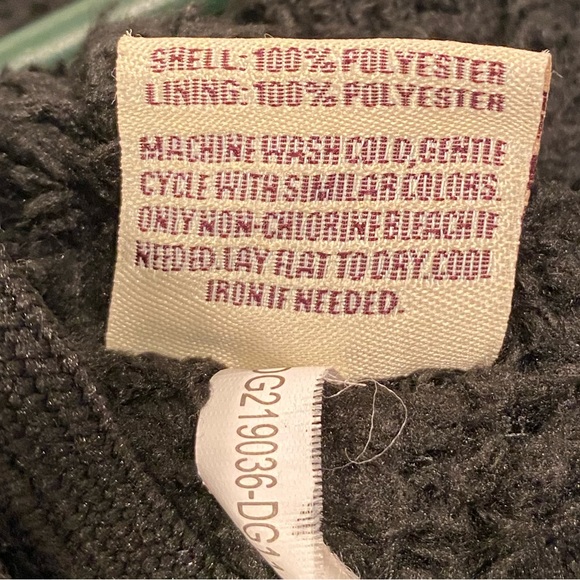 SHELL: 100% POLYESTER
LINING: 100% POLYESTER
MACHINE WASH COLD, GENTLE
CYCLE WITH SIMILAR COLORS.
ONLY NON-CHLORINE BLEACH IF
NEEDED. LAY FLAT TO DRY. COOL
IRON IF NEEDED.
DG219036-DG1